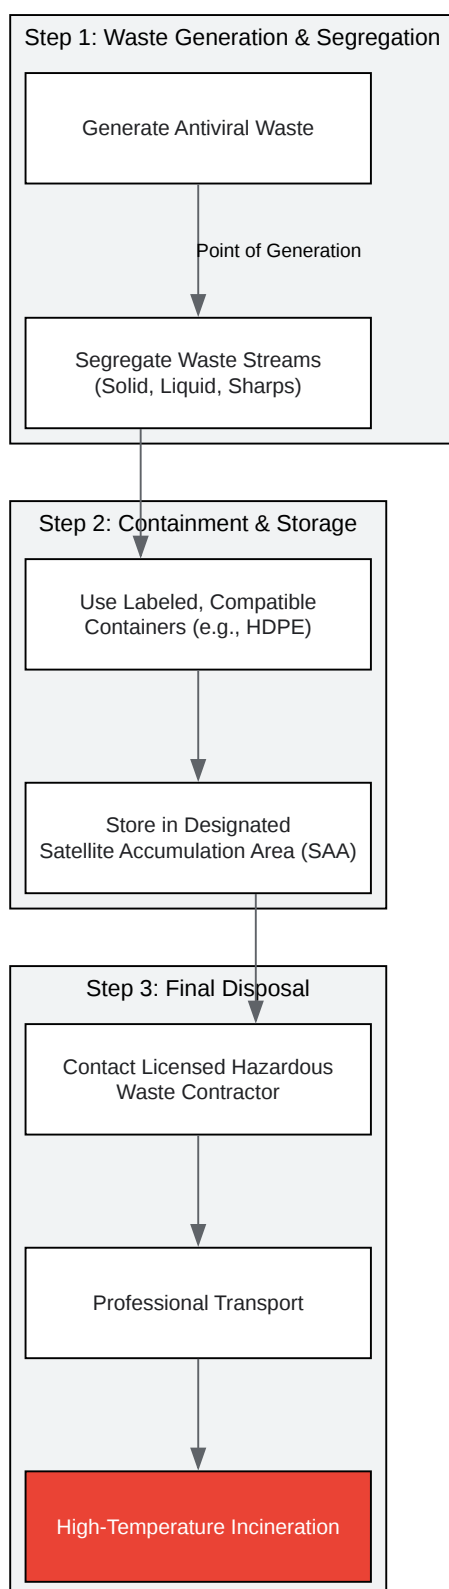 Step 1: Waste Generation & Segregation
Generate Antiviral Waste
Point of Generation
Segregate Waste Streams
(Solid, Liquid, Sharps)
Step 2: Containment & Storage
Use Labeled, Compatible
Containers (e.g., HDPE)
Store in Designated
Satellite Accumulation Area (SAA)
Step 3: Final Disposal
Contact Licensed Hazardous
Waste Contractor
Professional Transport
High-Temperature Incineration